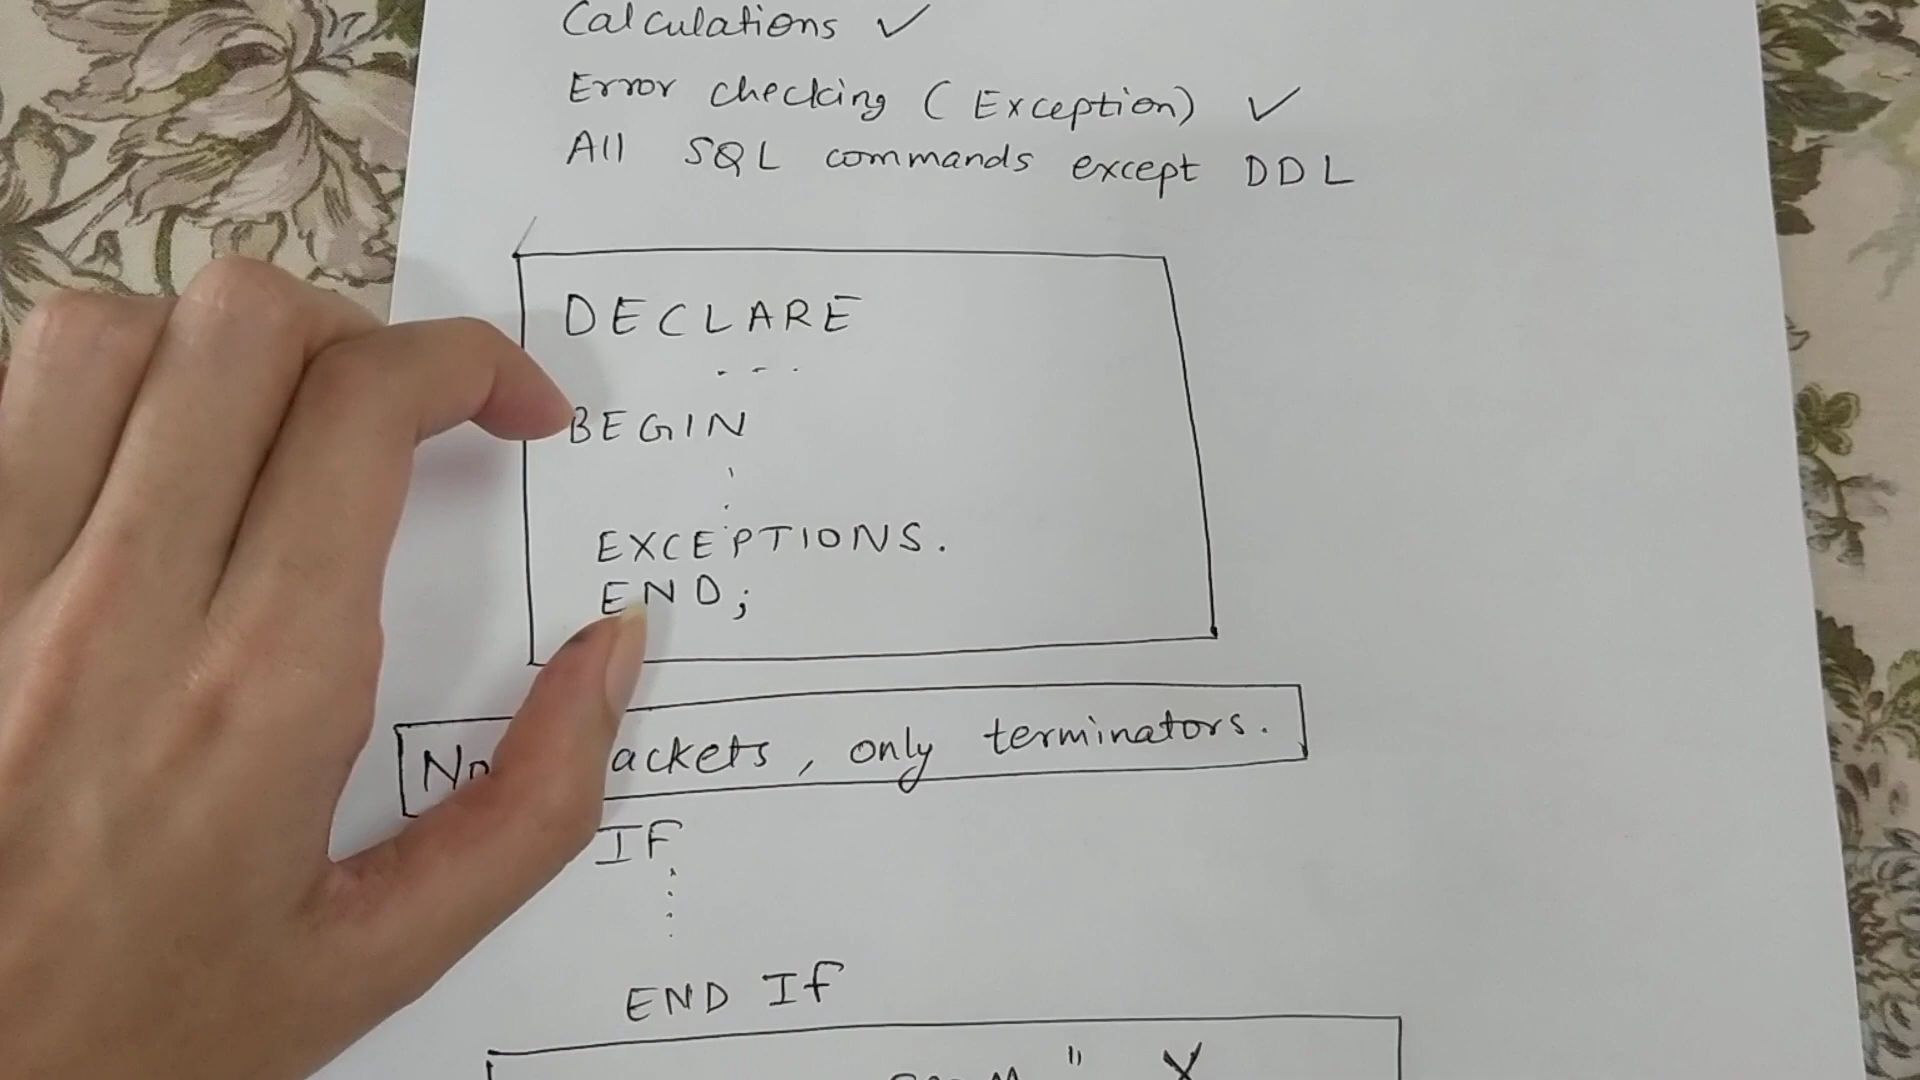 Calculations ✓
Error checking (Exception) ✓
All SQL commands except DDL
DECLARE
. - .
BEGIN
EXCEPTIONS.
END;
No ackets, only terminators.
If
END If
" X